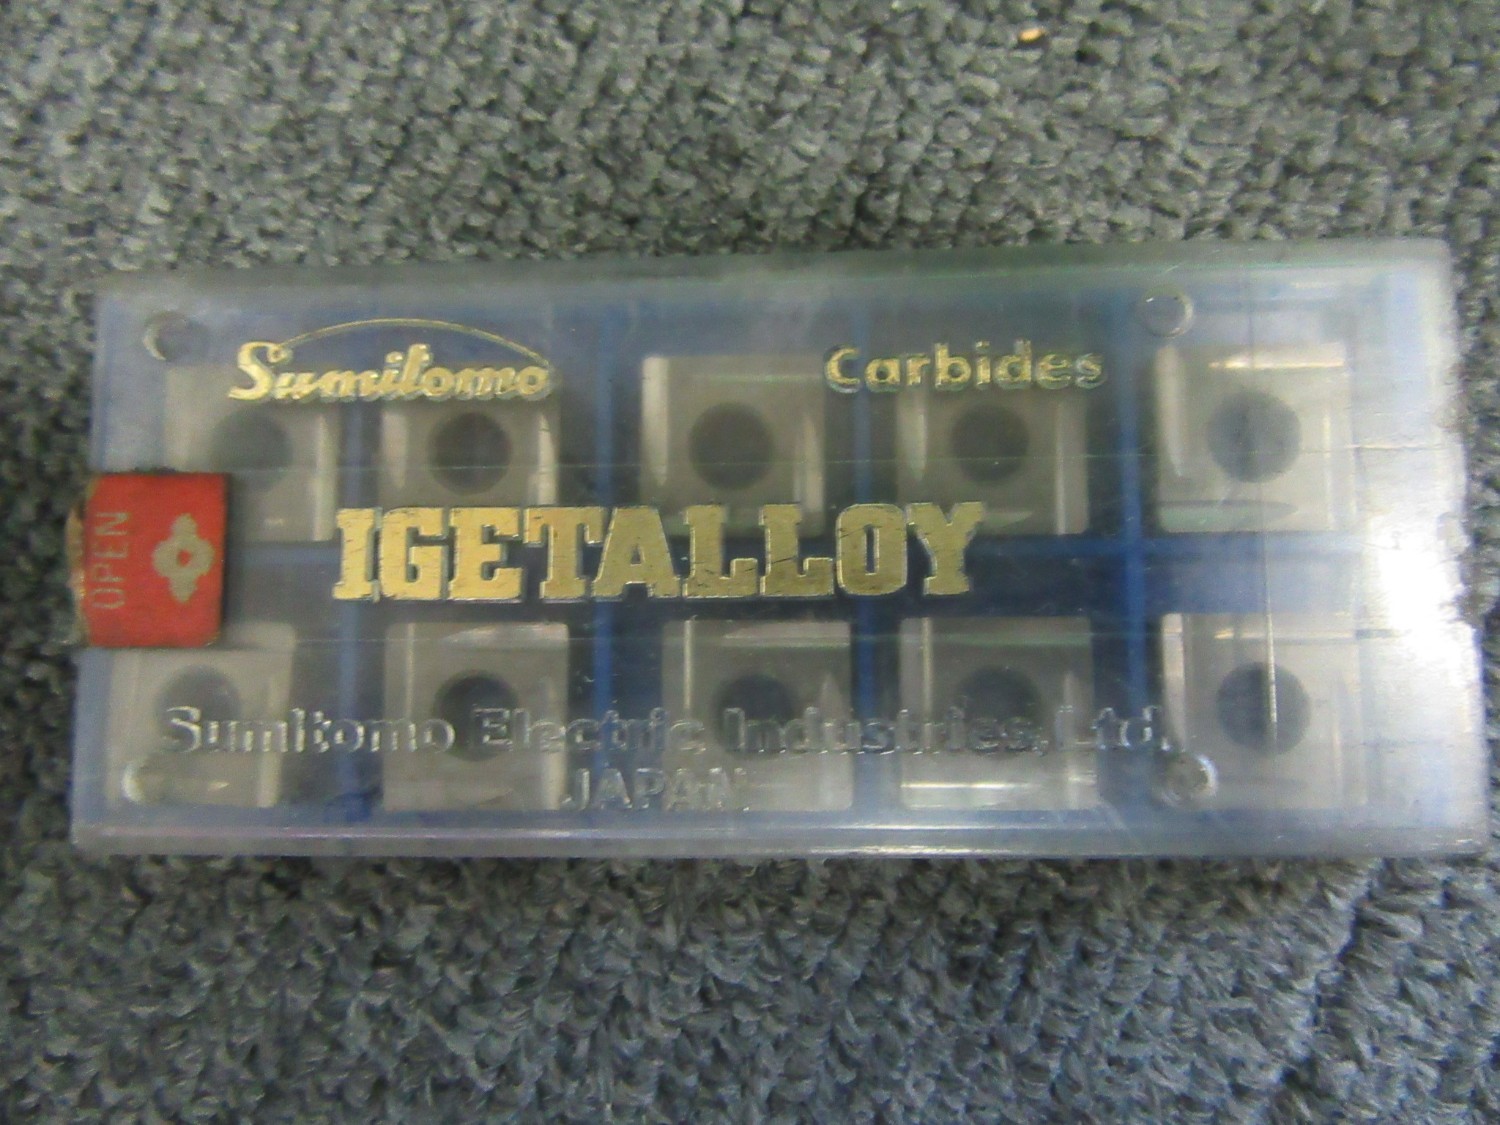 Sumitomo
Carbides
OPEN
IGETALLOY
Sumitomo Electric Industries, Ltd.
JAPAN